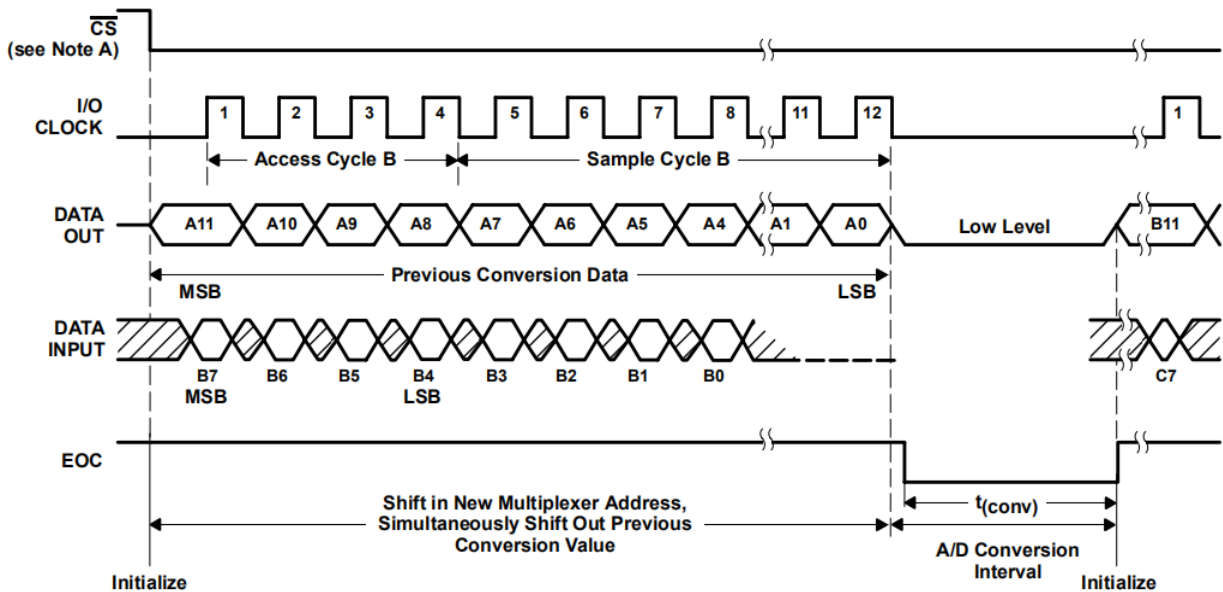 CS
(see Note A)
I/O
CLOCK
1 2 3 4 5 6 7 8 11 12 1
Access Cycle B Sample Cycle B
DATA
OUT
A11 A10 A9 A8 A7 A6 A5 A4 A1 A0 Low Level B11
Previous Conversion Data
MSB LSB
DATA
INPUT
B7 B6 B5 B4 B3 B2 B1 B0 C7
MSB LSB
EOC
t(conv)
Shift in New Multiplexer Address,
Simultaneously Shift Out Previous
Conversion Value
A/D Conversion
Interval
Initialize Initialize